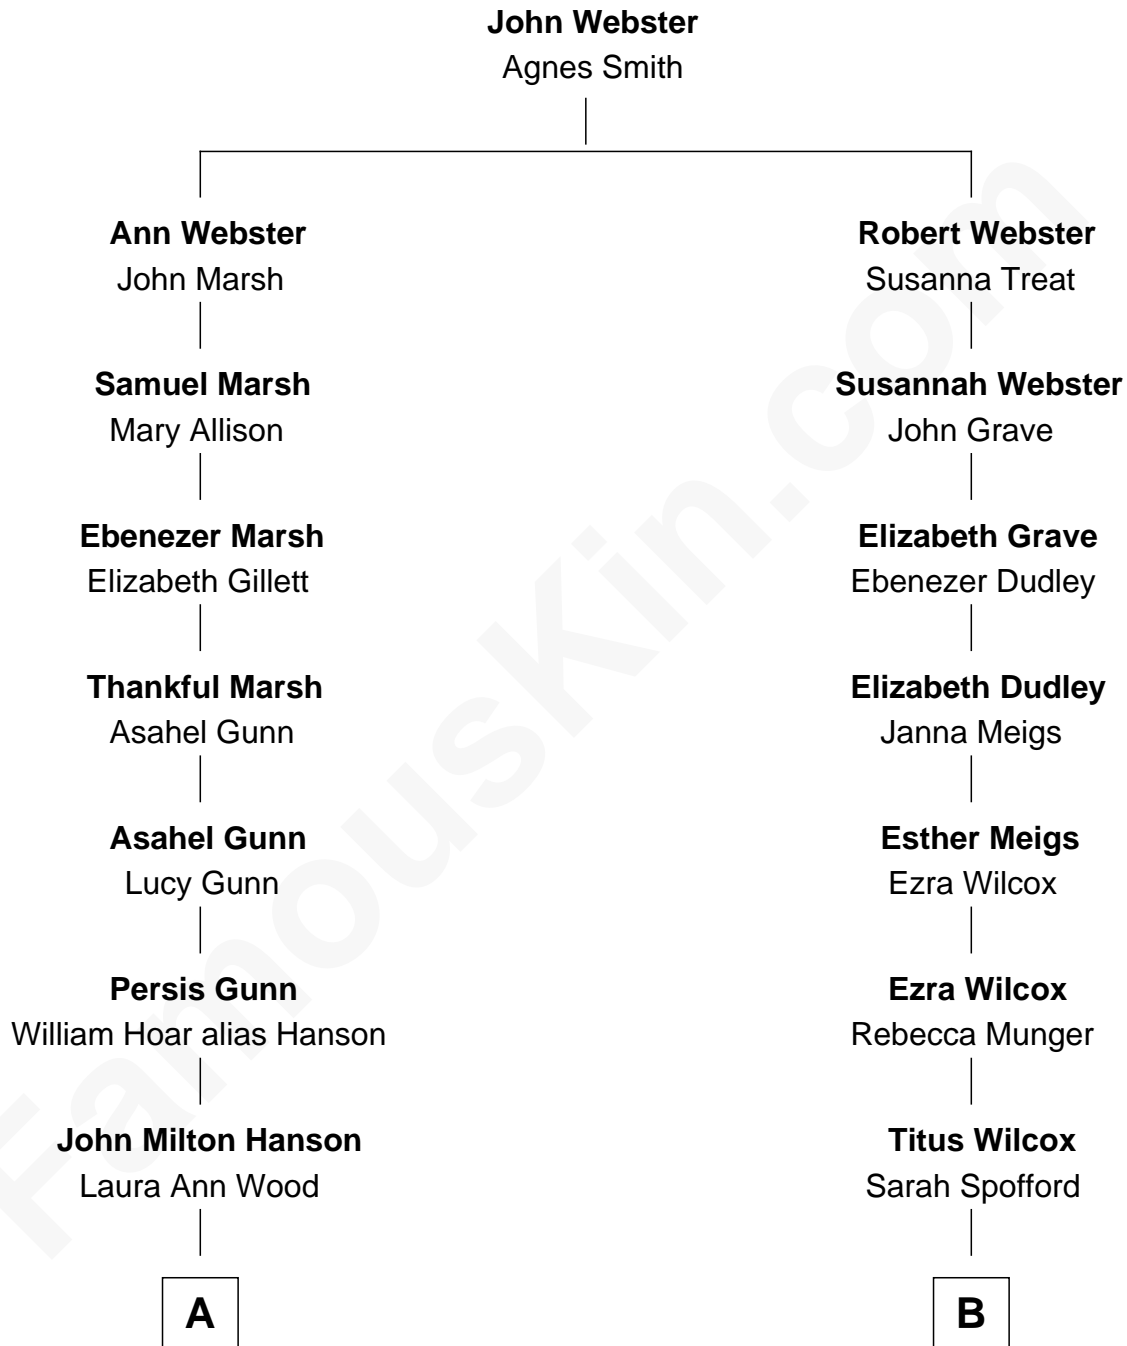 John Webster
Agnes Smith
Ann Webster
John Marsh
Robert Webster
Susanna Treat
Samuel Marsh
Mary Allison
Susannah Webster
John Grave
Ebenezer Marsh
Elizabeth Gillett
Elizabeth Grave
Ebenezer Dudley
Thankful Marsh
Asahel Gunn
Elizabeth Dudley
Janna Meigs
Asahel Gunn
Lucy Gunn
Esther Meigs
Ezra Wilcox
Persis Gunn
William Hoar alias Hanson
Ezra Wilcox
Rebecca Munger
John Milton Hanson
Laura Ann Wood
Titus Wilcox
Sarah Spofford
A
B
FamousKin.com